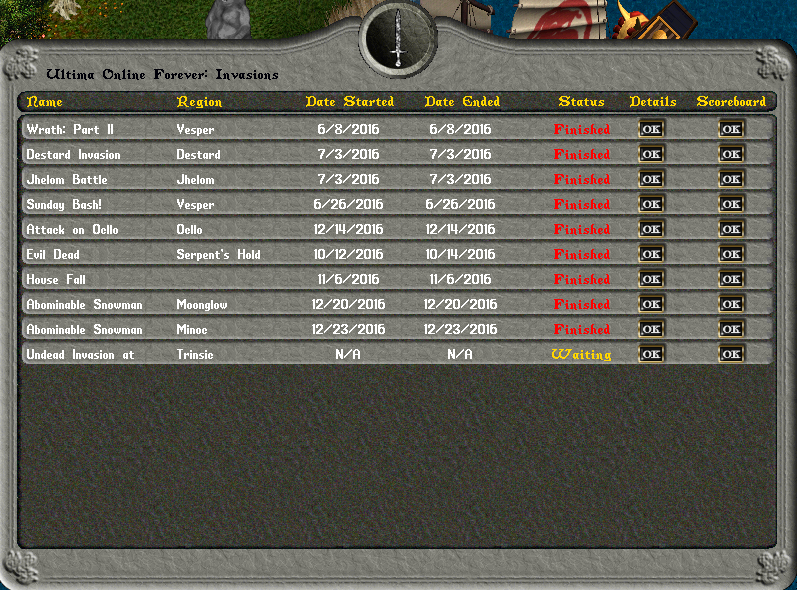 Ultima Online Forever: Invasions
Name Region Date Started Date Ended Status Details Scoreboard
Wrath: Part II Vesper 6/8/2016 6/8/2016 Finished OK OK
Destard Invasion Destard 7/3/2016 7/3/2016 Finished OK OK
Jhelom Battle Jhelom 7/3/2016 7/3/2016 Finished OK OK
Sunday Bash! Vesper 6/26/2016 6/26/2016 Finished OK OK
Attack on Ocllo Ocllo 12/14/2016 12/14/2016 Finished OK OK
Evil Dead Serpent's Hold 10/12/2016 10/14/2016 Finished OK OK
House Fall 11/6/2016 11/6/2016 Finished OK OK
Abominable Snowman Moonglow 12/20/2016 12/20/2016 Finished OK OK
Abominable Snowman Minoc 12/23/2016 12/23/2016 Finished OK OK
Undead Invasion at Trinsic N/A N/A Waiting OK OK